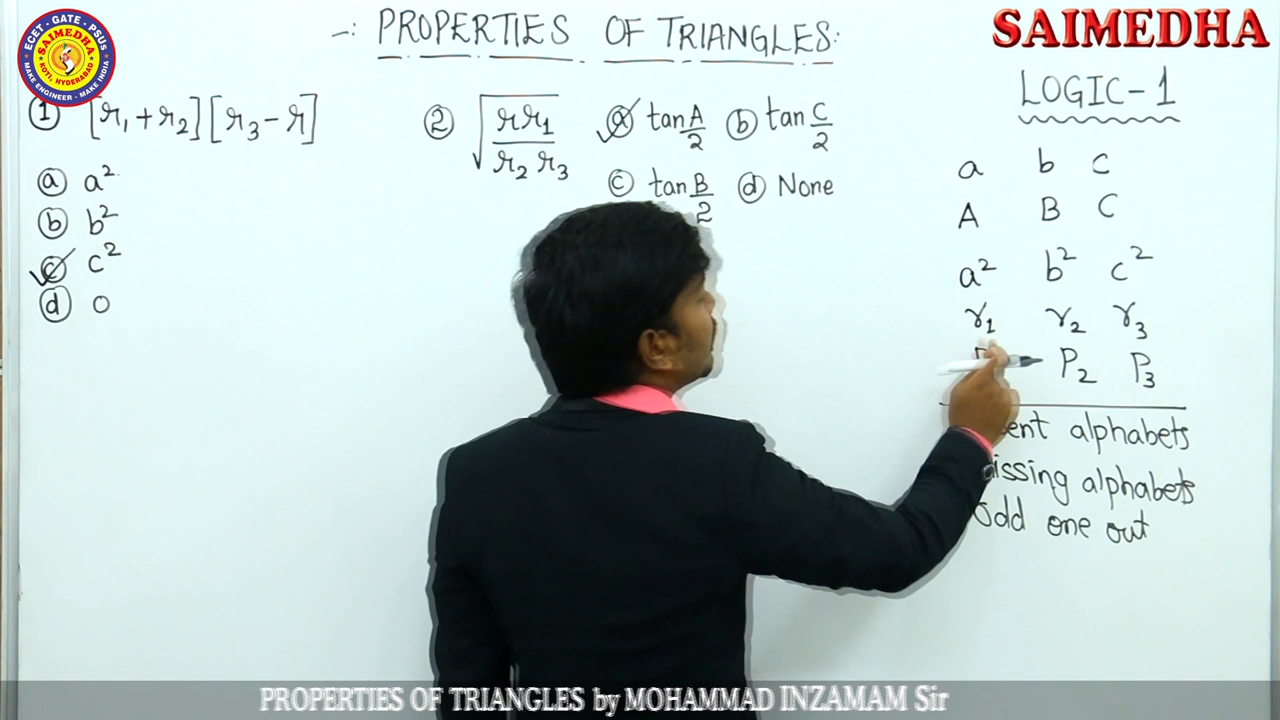 -: PROPERTIES OF TRIANGLES:
SAIMEDHA
ECET - GATE - PSUs
SAIMEDHA
KOTI, HYDERABAD
MAKE ENGINEER - MAKE INDIA
① [r₁+r₂][r₃-r]
ⓐ a²
ⓑ b²
ⓒ c²
ⓓ 0
② √(rr₁/r₂r₃)
ⓐ tan A/2 ⓑ tan C/2
ⓒ tan B/2 ⓓ None
LOGIC-1
a b c
A B C
a² b² c²
r₁ r₂ r₃
P₂ P₃
alphabets
alphabets
Odd one out
PROPERTIES OF TRIANGLES by MOHAMMAD INZAMAM Sir